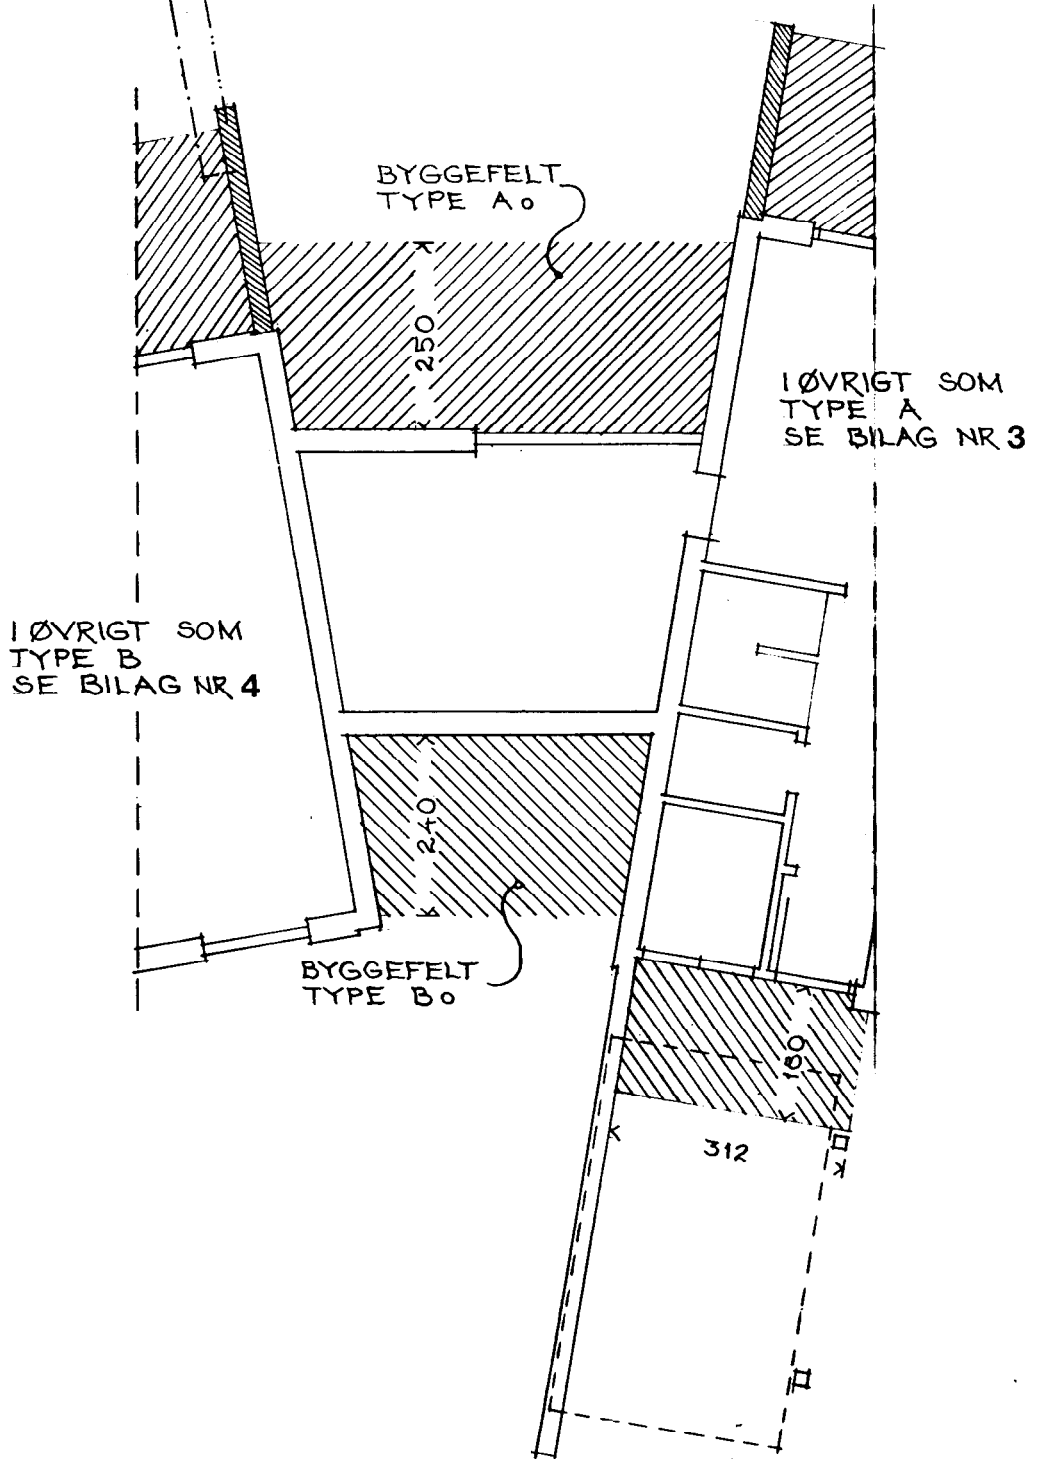 BYGGEFELT
TYPE Ao
250
I ØVRIGT SOM
TYPE A
SE BILAG NR 3
I ØVRIGT SOM
TYPE B
SE BILAG NR 4
240
BYGGEFELT
TYPE Bo
180
312